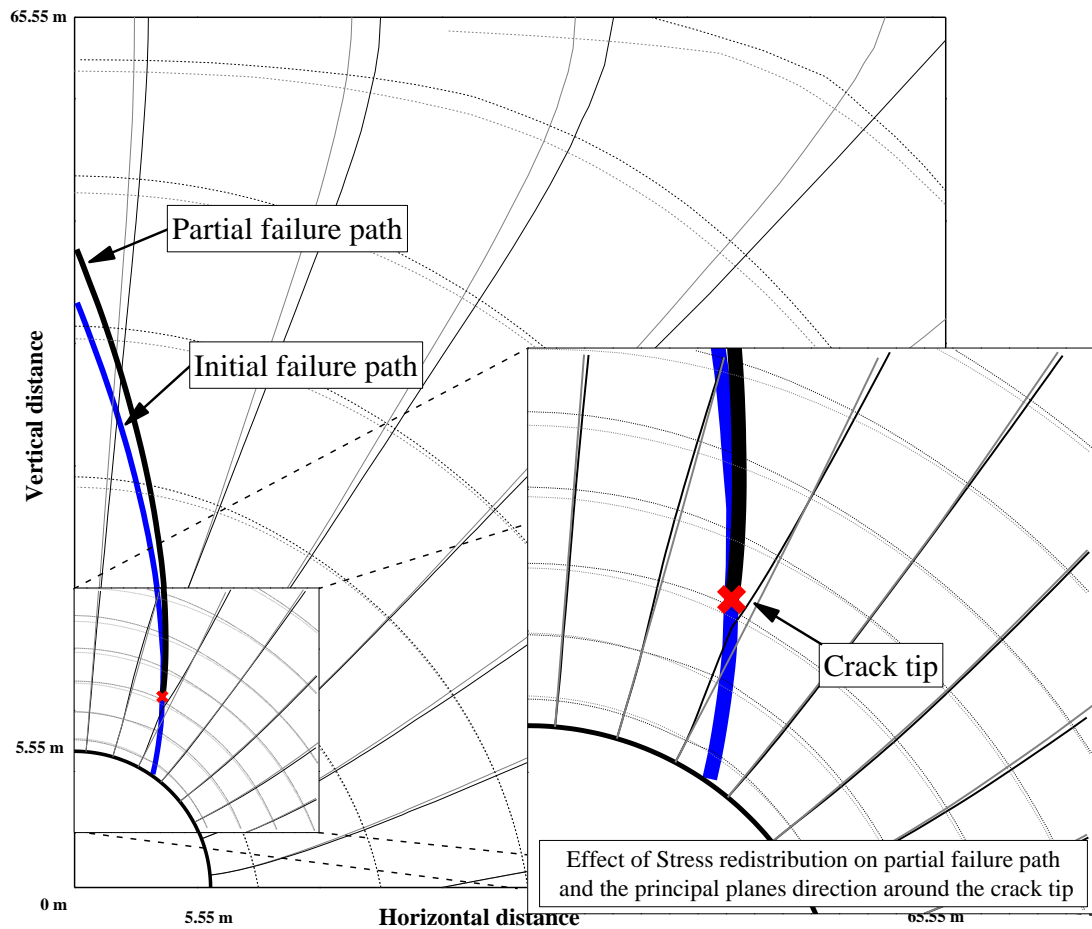 65.55 m
Partial failure path
Initial failure path
Vertical distance
Crack tip
5.55 m
Effect of Stress redistribution on partial failure path
and the principal planes direction around the crack tip
0 m
5.55 m
Horizontal distance
65.55 m